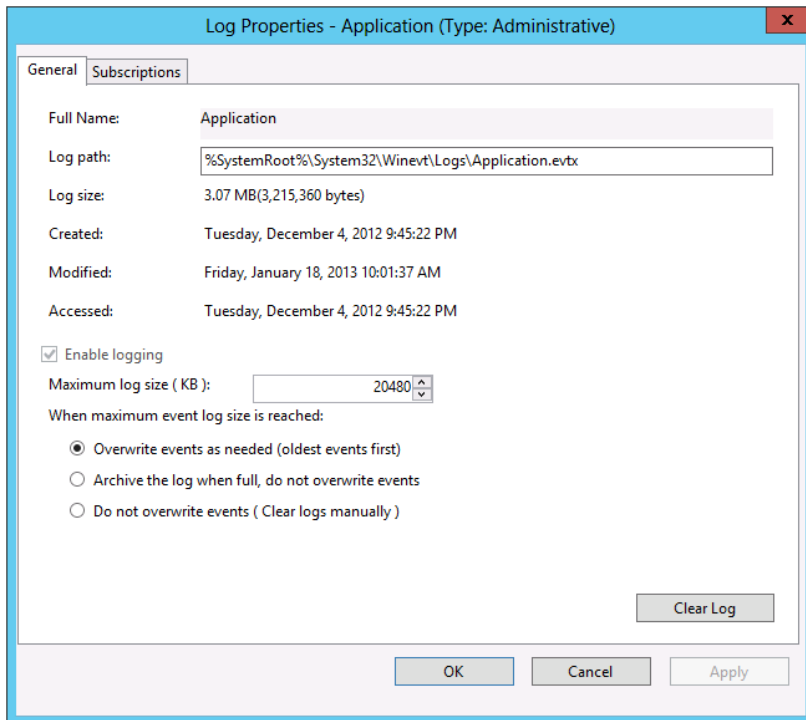 Log Properties - Application (Type: Administrative)
x
General Subscriptions
Full Name: Application
Log path: %SystemRoot%\System32\Winevt\Logs\Application.evtx
Log size: 3.07 MB(3,215,360 bytes)
Created: Tuesday, December 4, 2012 9:45:22 PM
Modified: Friday, January 18, 2013 10:01:37 AM
Accessed: Tuesday, December 4, 2012 9:45:22 PM
Enable logging
Maximum log size ( KB ): 20480
When maximum event log size is reached:
Overwrite events as needed (oldest events first)
Archive the log when full, do not overwrite events
Do not overwrite events ( Clear logs manually )
Clear Log
OK Cancel Apply